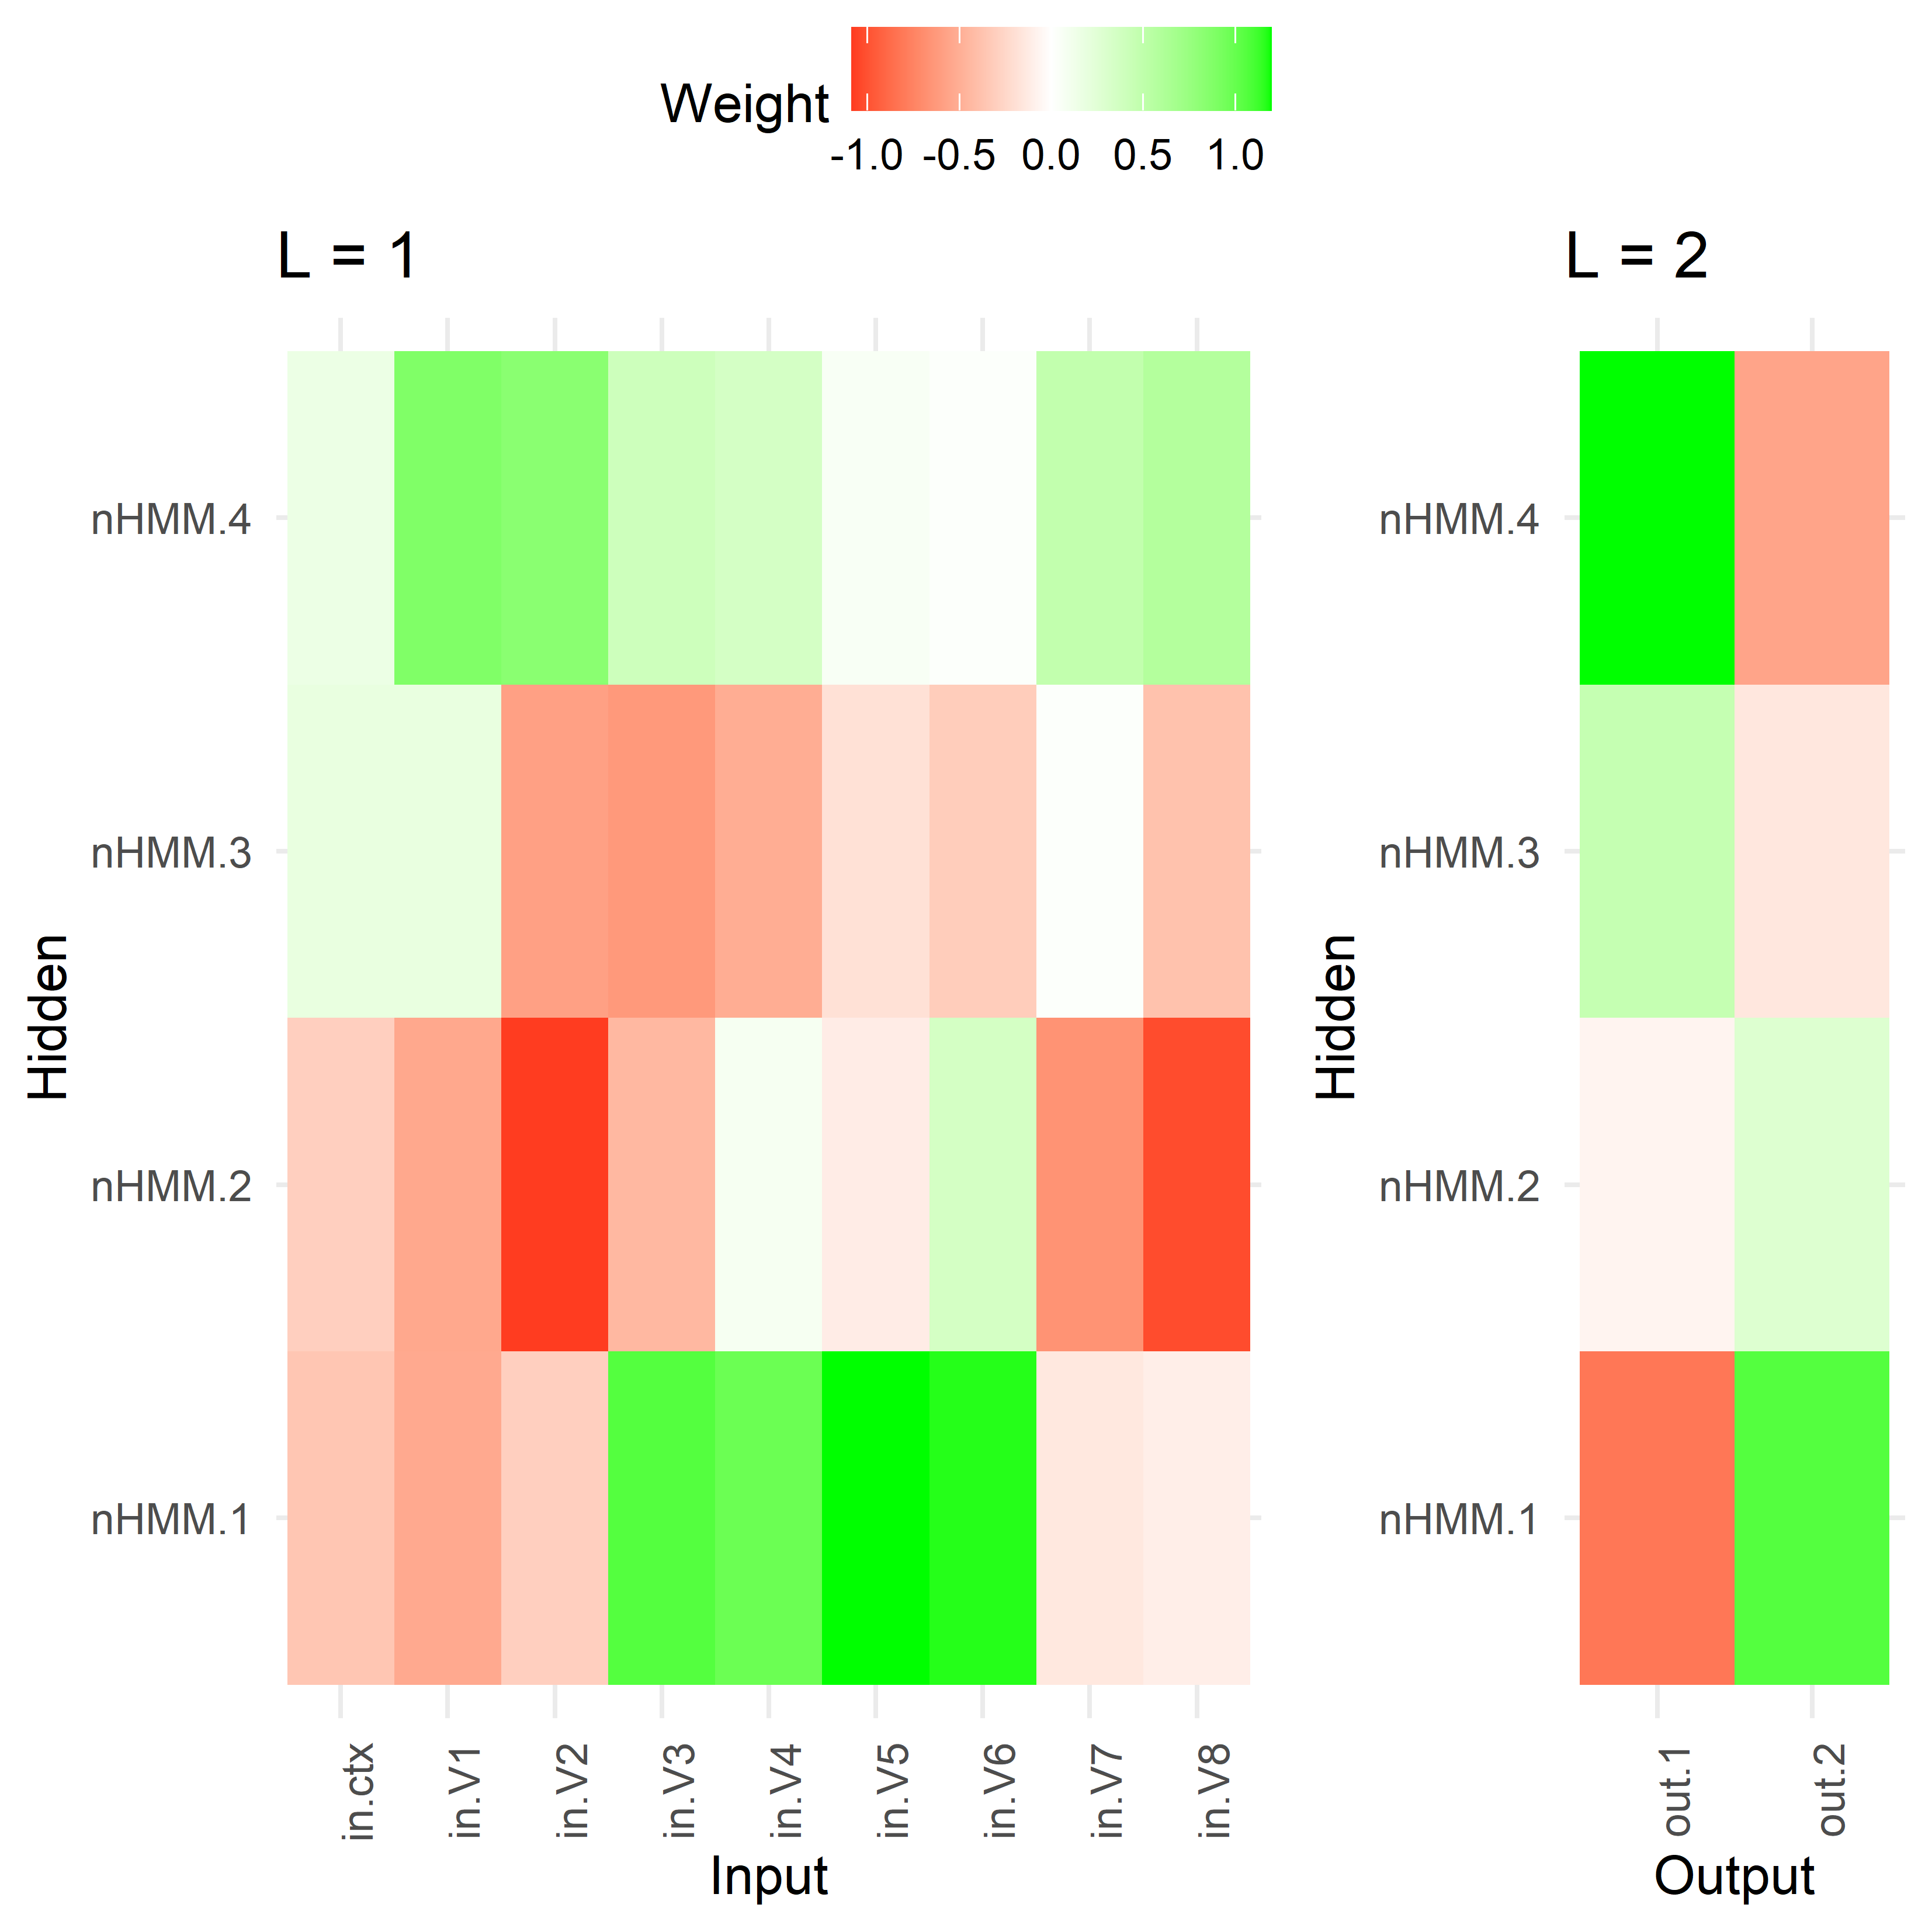 Weight
-1.0 -0.5 0.0 0.5 1.0
L = 1
Hidden
nHMM.4
nHMM.3
nHMM.2
nHMM.1
in.ctx in.V1 in.V2 in.V3 in.V4 in.V5 in.V6 in.V7 in.V8
Input
L = 2
Hidden
nHMM.4
nHMM.3
nHMM.2
nHMM.1
out.1 out.2
Output